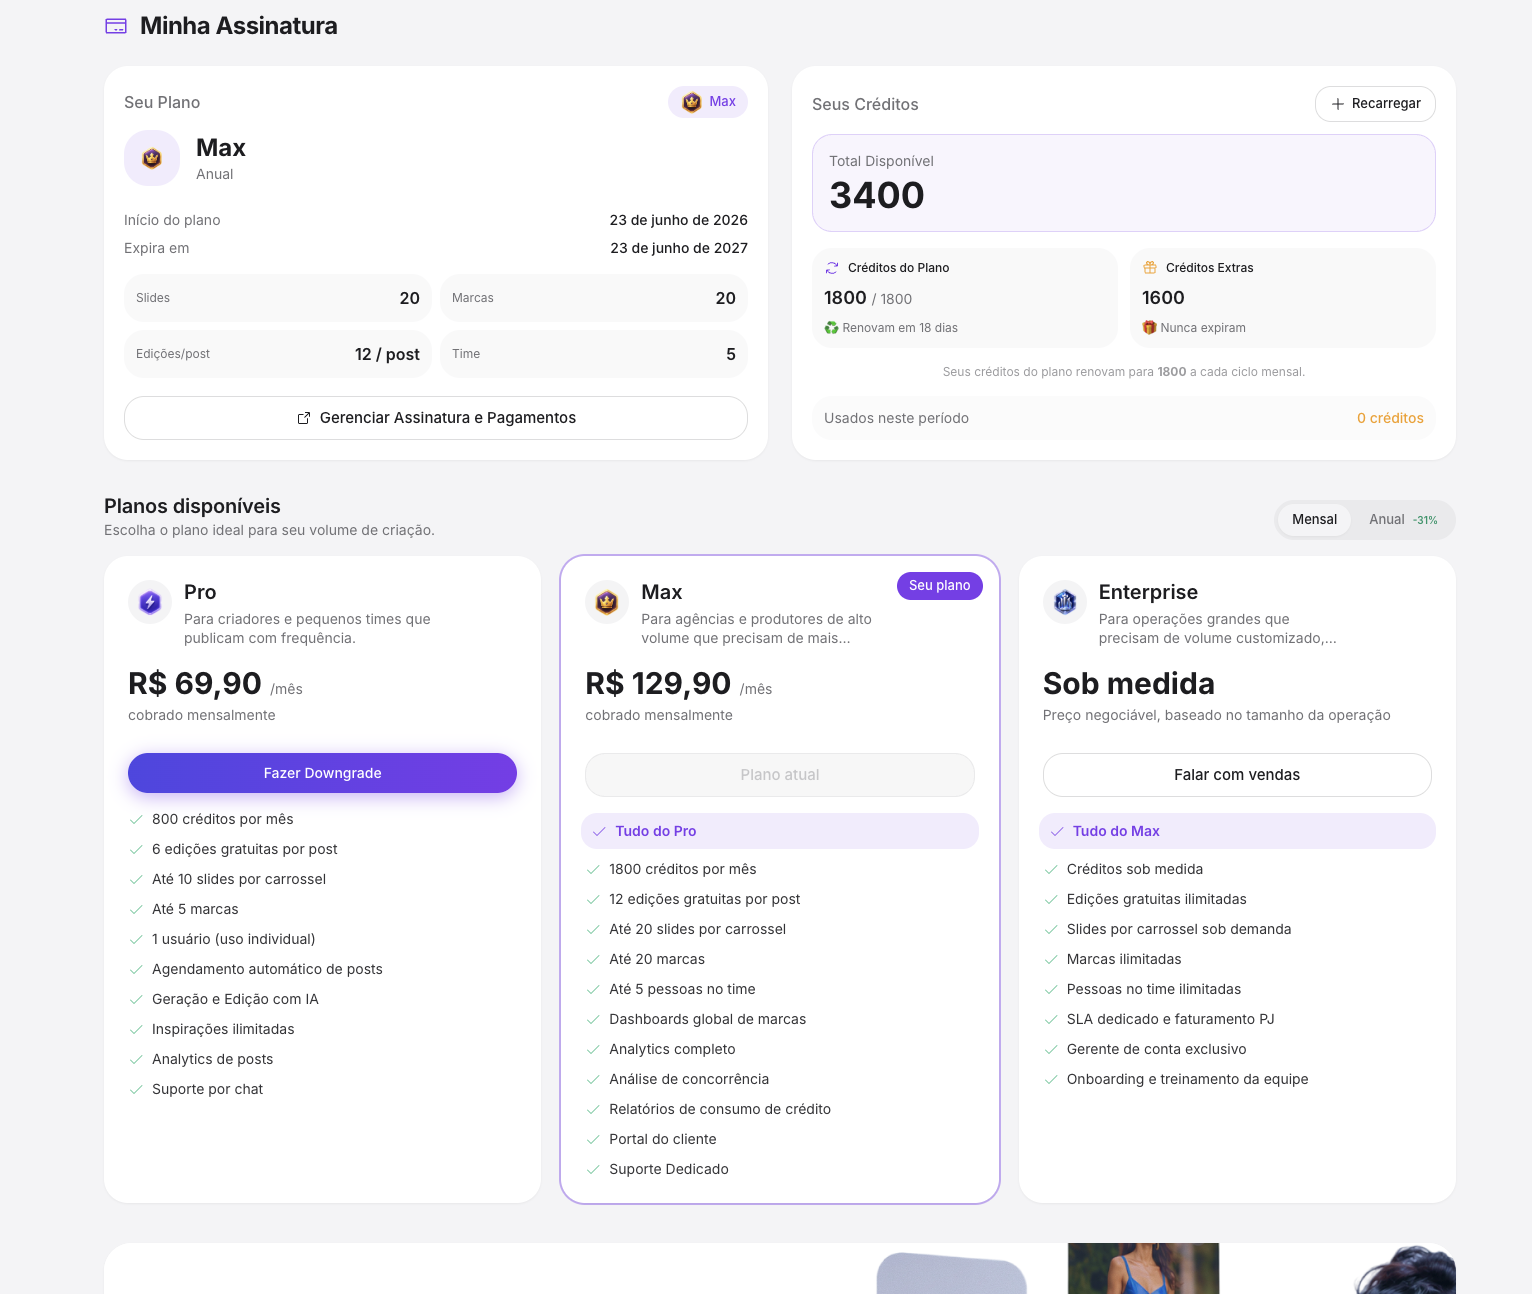 Minha Assinatura
Seu Plano
Max
Max
Anual
Início do plano
23 de junho de 2026
Expira em
23 de junho de 2027
Slides
20
Marcas
20
Edições/post
12 / post
Time
5
Gerenciar Assinatura e Pagamentos
Seus Créditos
Recarregar
Total Disponível
3400
Créditos do Plano
1800 / 1800
Renovam em 18 dias
Créditos Extras
1600
Nunca expiram
Seus créditos do plano renovam para 1800 a cada ciclo mensal.
Usados neste período
0 créditos
Planos disponíveis
Escolha o plano ideal para seu volume de criação.
Mensal
Anual -31%
Pro
Para criadores e pequenos times que
publicam com frequência.
R$ 69,90 /mês
cobrado mensalmente
Fazer Downgrade
800 créditos por mês
6 edições gratuitas por post
Até 10 slides por carrossel
Até 5 marcas
1 usuário (uso individual)
Agendamento automático de posts
Geração e Edição com IA
Inspirações ilimitadas
Analytics de posts
Suporte por chat
Seu plano
Max
Para agências e produtores de alto
volume que precisam de mais...
R$ 129,90 /mês
cobrado mensalmente
Plano atual
Tudo do Pro
1800 créditos por mês
12 edições gratuitas por post
Até 20 slides por carrossel
Até 20 marcas
Até 5 pessoas no time
Dashboards global de marcas
Analytics completo
Análise de concorrência
Relatórios de consumo de crédito
Portal do cliente
Suporte Dedicado
Enterprise
Para operações grandes que
precisam de volume customizado,...
Sob medida
Preço negociável, baseado no tamanho da operação
Falar com vendas
Tudo do Max
Créditos sob medida
Edições gratuitas ilimitadas
Slides por carrossel sob demanda
Marcas ilimitadas
Pessoas no time ilimitadas
SLA dedicado e faturamento PJ
Gerente de conta exclusivo
Onboarding e treinamento da equipe